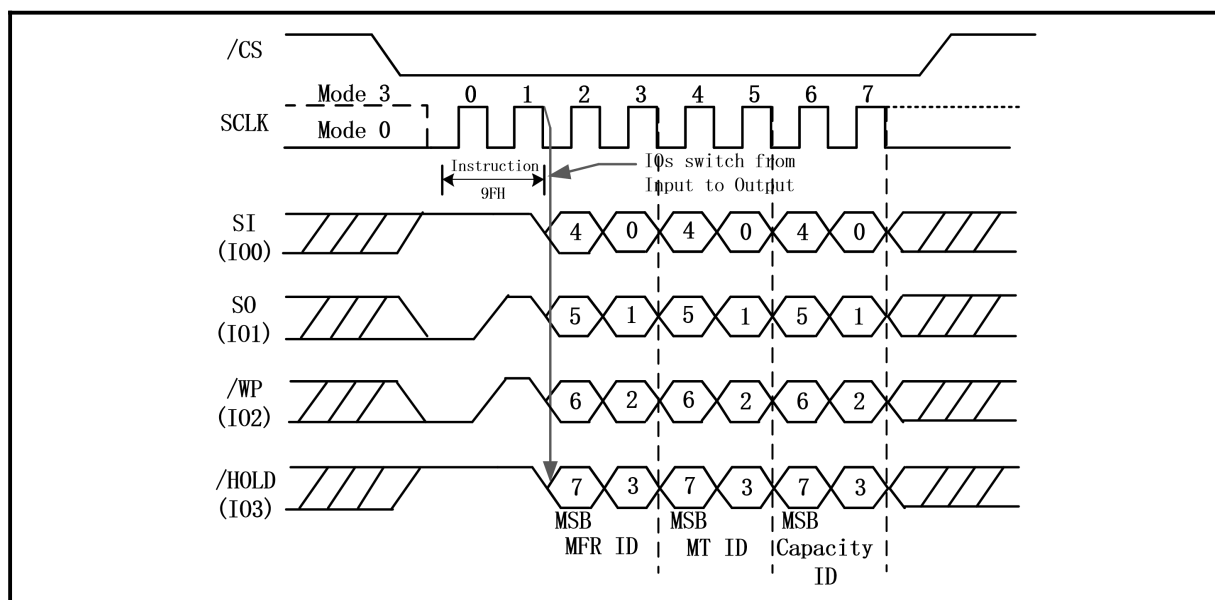 /CS
Mode 3 0 1 2 3 4 5 6 7
SCLK
Mode 0
Instruction
9FH
IOs switch from
Input to Output
SI
(IO0)
4 0 4 0 4 0
SO
(IO1)
5 1 5 1 5 1
/WP
(IO2)
6 2 6 2 6 2
/HOLD
(IO3)
7 3 7 3 7 3
MSB MSB MSB
MFR ID MT ID Capacity
ID